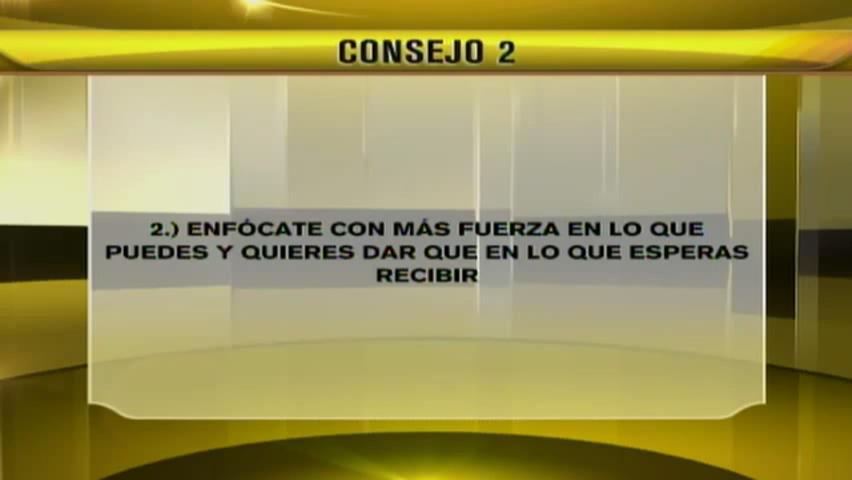 CONSEJO 2
2.) ENFÓCATE CON MÁS FUERZA EN LO QUE
PUEDES Y QUIERES DAR QUE EN LO QUE ESPERAS
RECIBIR